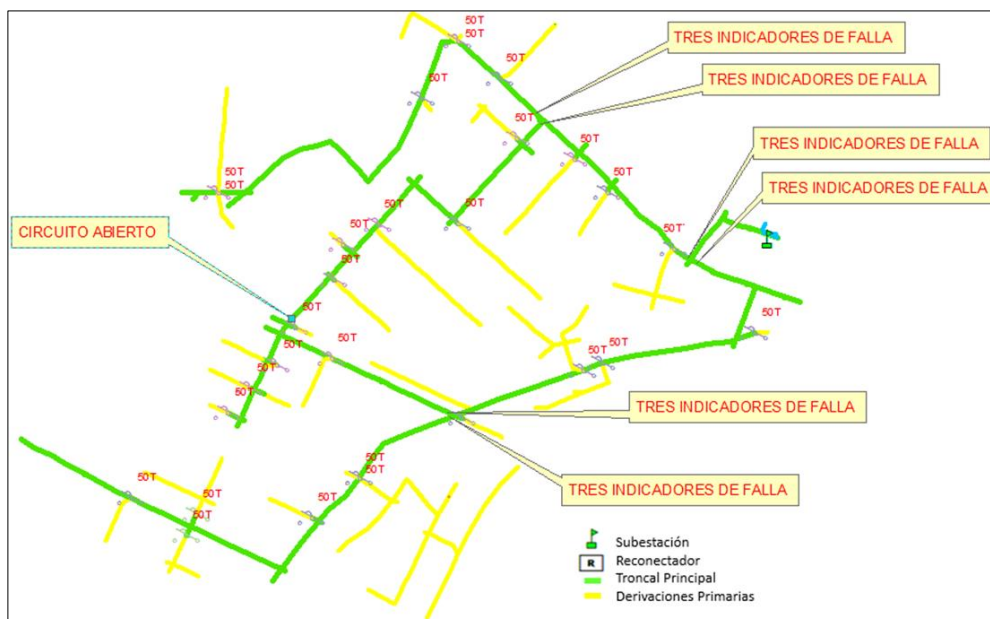 50T
50T
TRES INDICADORES DE FALLA
50T
50T
TRES INDICADORES DE FALLA
50T
50T
50T
TRES INDICADORES DE FALLA
50T
50T
50T
TRES INDICADORES DE FALLA
50T
50T
50T
CIRCUITO ABIERTO
50T
50T
50T
50T
50T
50T
50T
50T
50T
50T
50T
TRES INDICADORES DE FALLA
50T
50T
50T
50T
TRES INDICADORES DE FALLA
50T
50T
Subestación
R Reconectador
Troncal Principal
Derivaciones Primarias